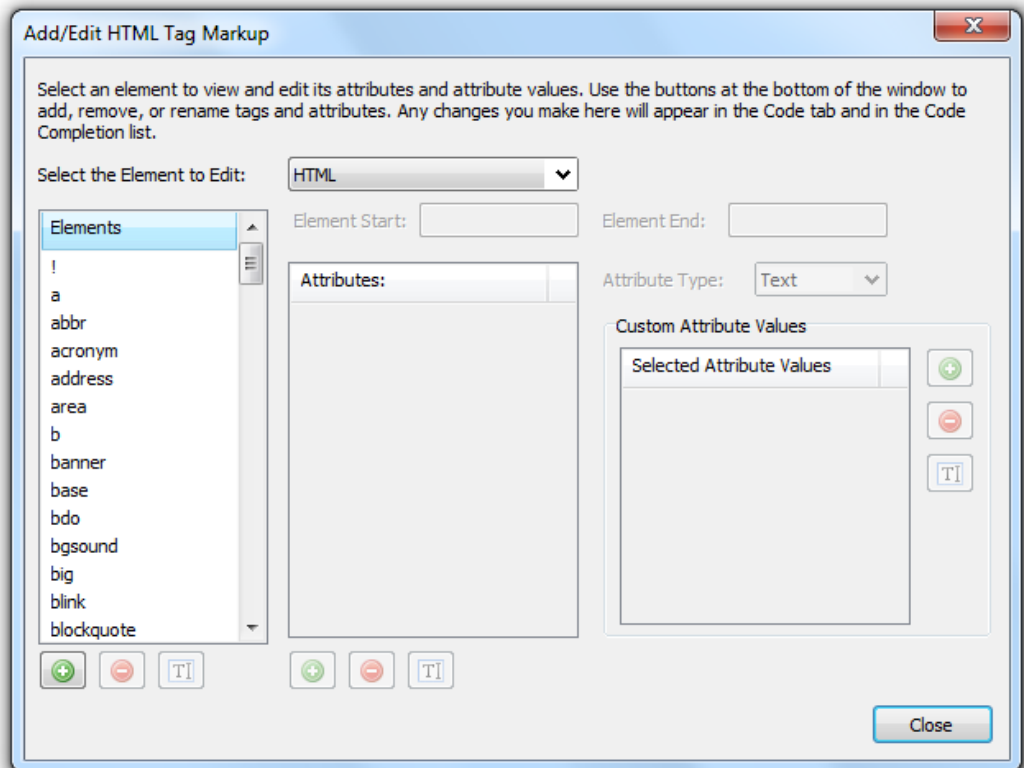 Add/Edit HTML Tag Markup
Select an element to view and edit its attributes and attribute values. Use the buttons at the bottom of the window to
add, remove, or rename tags and attributes. Any changes you make here will appear in the Code tab and in the Code
Completion list.
Select the Element to Edit: HTML
Elements
Element Start: Element End:
!
a
abbr
acronym
address
area
b
banner
base
bdo
bgsound
big
blink
blockquote
Attributes:
Attribute Type: Text
Custom Attribute Values
Selected Attribute Values
TI
TI
TI
Close